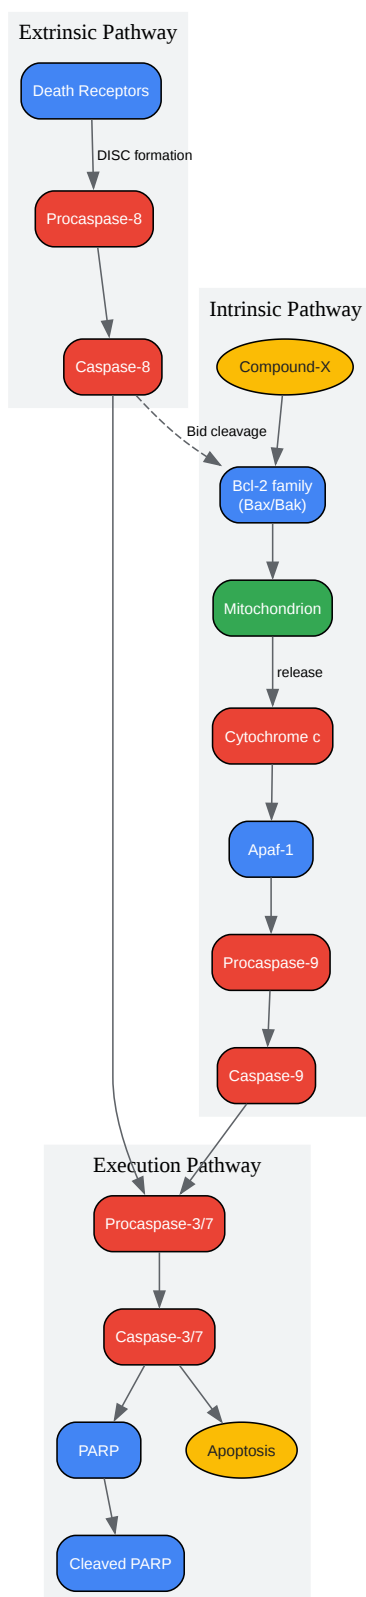 Extrinsic Pathway
Death Receptors
DISC formation
Procaspase-8
Caspase-8
Bid cleavage
Intrinsic Pathway
Compound-X
Bcl-2 family
(Bax/Bak)
Mitochondrion
release
Cytochrome c
Apaf-1
Procaspase-9
Caspase-9
Execution Pathway
Procaspase-3/7
Caspase-3/7
PARP
Apoptosis
Cleaved PARP